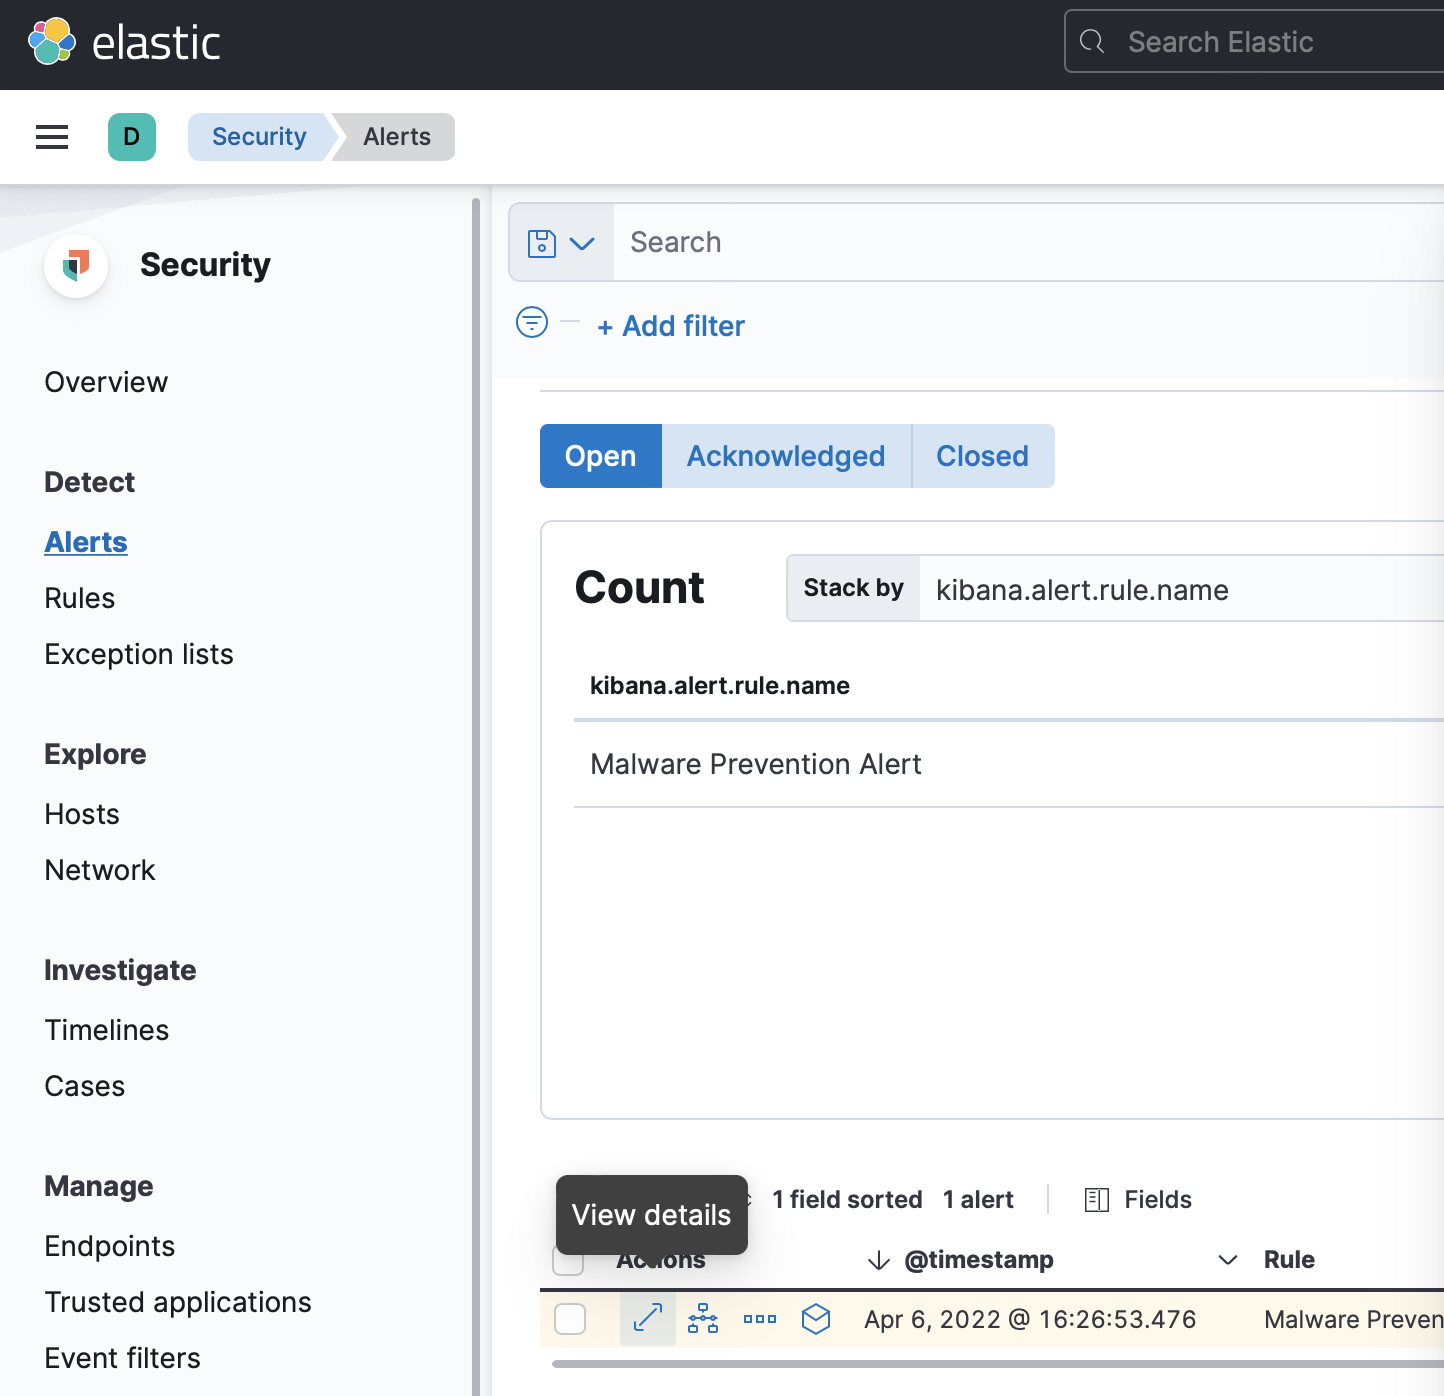 elastic
Search Elastic
D
Security
Alerts
Security
Overview
Detect
Alerts
Rules
Exception lists
Explore
Hosts
Network
Investigate
Timelines
Cases
Manage
Endpoints
Trusted applications
Event filters
Search
+ Add filter
Open
Acknowledged
Closed
Count
Stack by
kibana.alert.rule.name
kibana.alert.rule.name
Malware Prevention Alert
View details
1 field sorted
1 alert
Fields
Actions
@timestamp
Rule
Apr 6, 2022 @ 16:26:53.476
Malware Preven